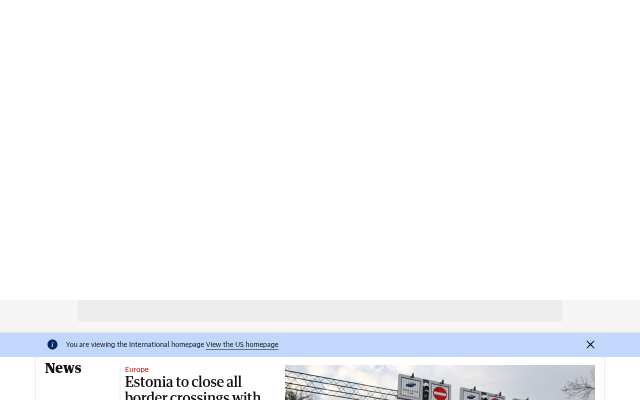 You are viewing the International homepage View the US homepage
News
Europe
Estonia to close all
border crossings with